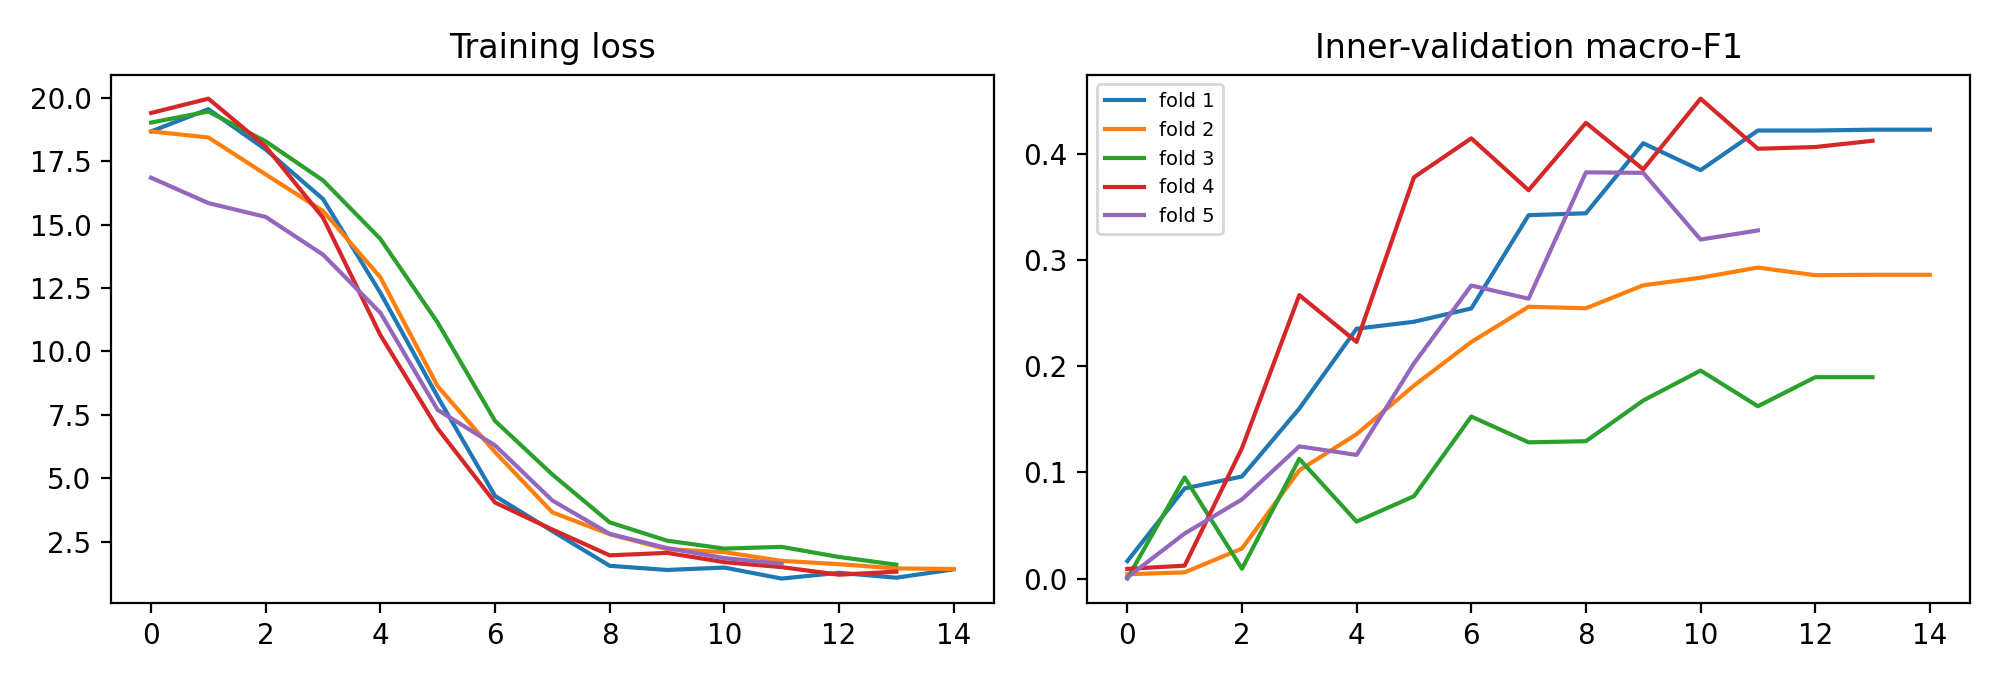 Training loss
20.0
17.5
15.0
12.5
10.0
7.5
5.0
2.5
0 2 4 6 8 10 12 14
Inner-validation macro-F1
fold 1
fold 2
fold 3
fold 4
fold 5
0.4
0.3
0.2
0.1
0.0
0 2 4 6 8 10 12 14